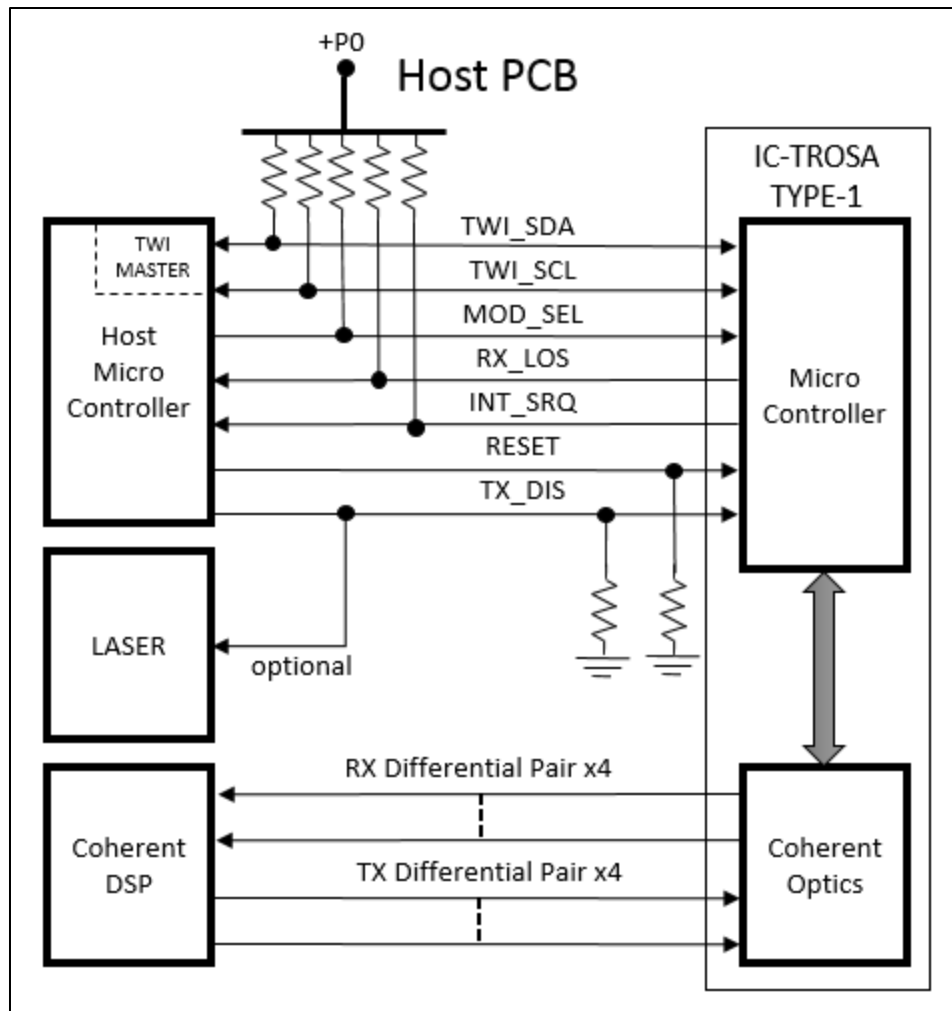 +P0
Host PCB
IC-TROSA
TYPE-1
TWI
MASTER
Host
Micro
Controller
TWI_SDA
TWI_SCL
MOD_SEL
RX_LOS
INT_SRQ
RESET
TX_DIS
Micro
Controller
LASER
optional
RX Differential Pair x4
Coherent
DSP
TX Differential Pair x4
Coherent
Optics